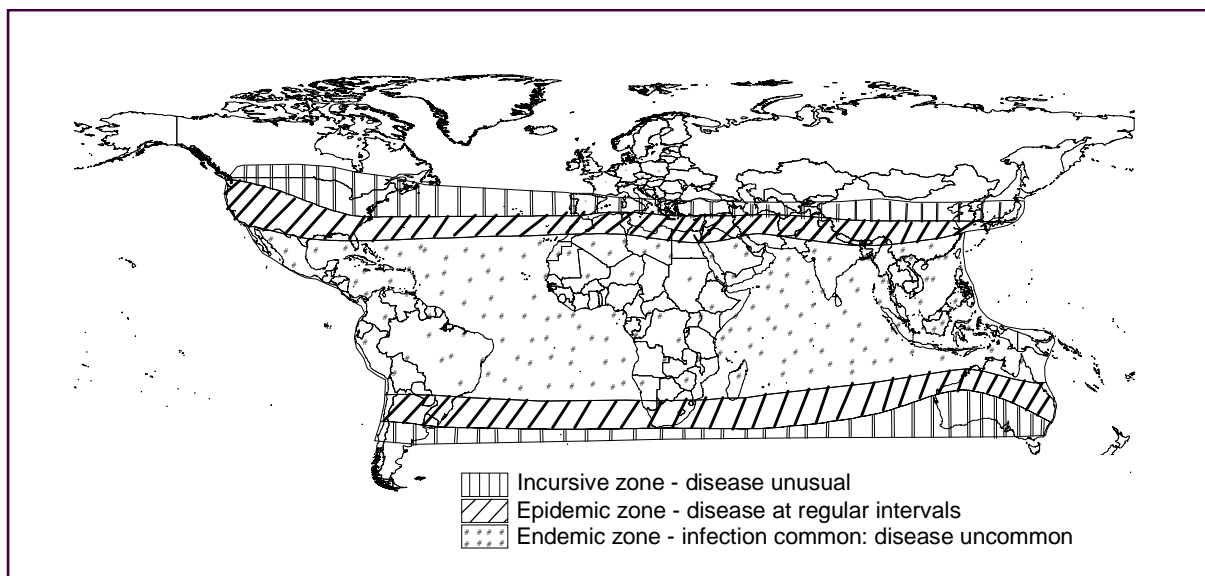 Incursive zone - disease unusual
Epidemic zone - disease at regular intervals
Endemic zone - infection common: disease uncommon